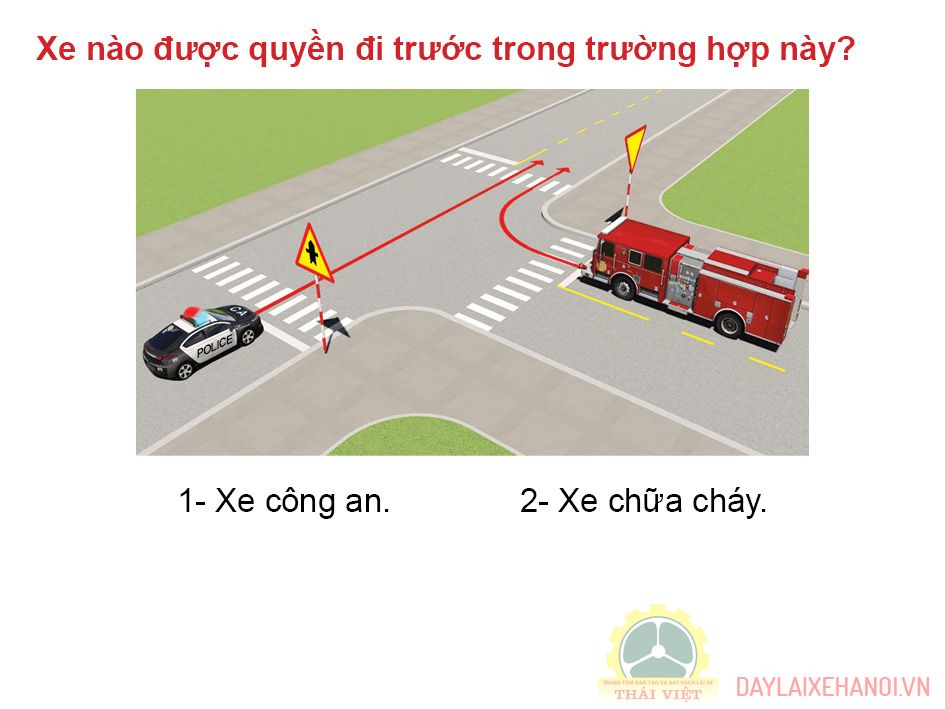 Xe nào được quyền đi trước trong trường hợp này?
CA
POLICE
1- Xe công an.
2- Xe chữa cháy.
TRUNG TÂM ĐÀO TẠO VÀ SÁT HẠCH LÁI XE
THÁI VIỆT
DAYLAIXEHANOI.VN